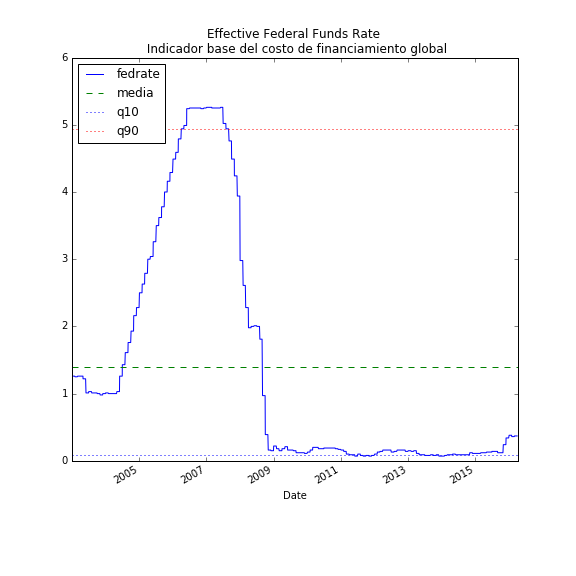 Effective Federal Funds Rate
Indicador base del costo de financiamiento global
6
fedrate
media
q10
q90
5
4
3
2
1
0
2005
2007
2009
2011
2013
2015
Date